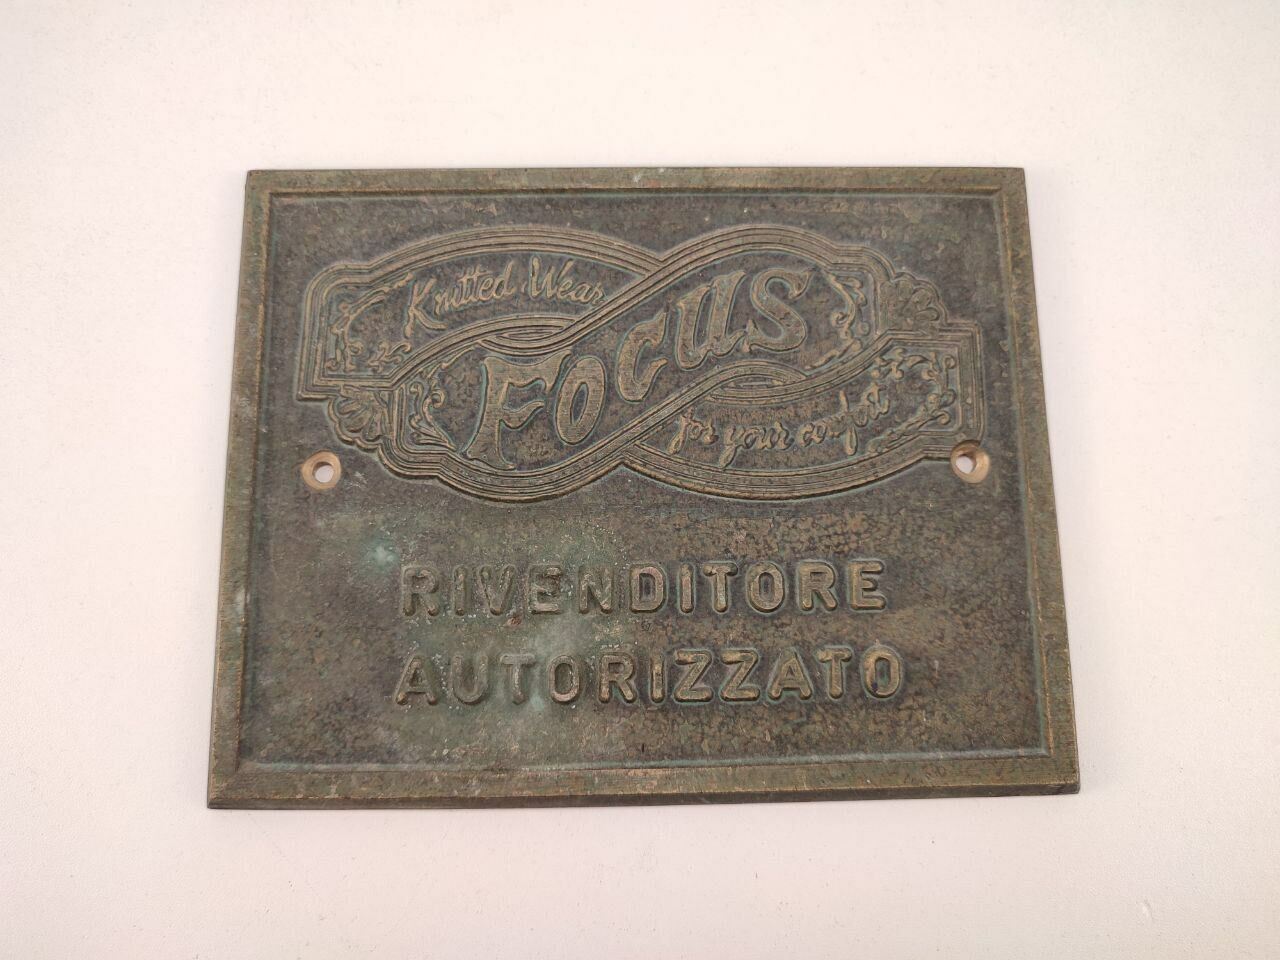 Knitted Wear
Focus
for your comfort
RIVENDITORE
AUTORIZZATO